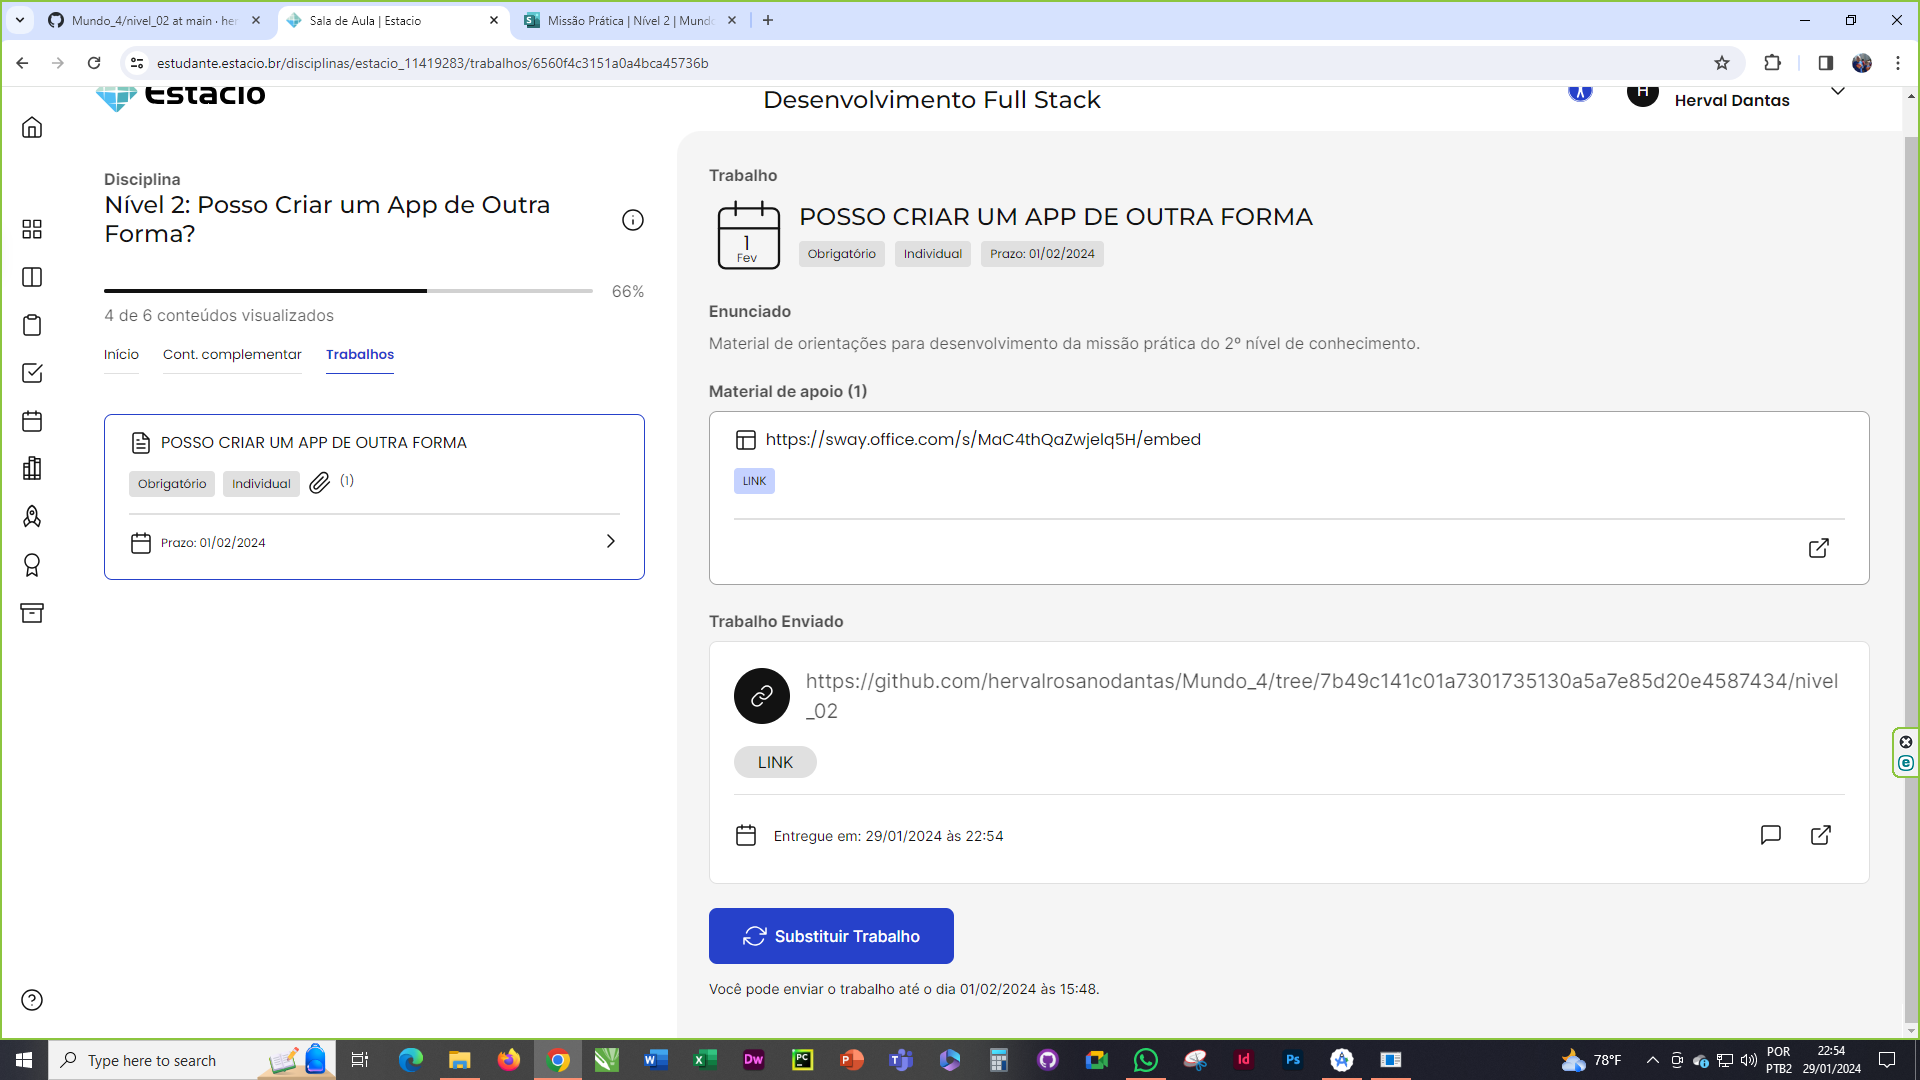 Mundo_4/nivel_02 at main · her
Sala de Aula | Estacio
Missão Prática | Nível 2 | Mundo
estudante.estacio.br/disciplinas/estacio_11419283/trabalhos/6560f4c3151a0a4bca45736b
Estácio
Desenvolvimento Full Stack
H
Herval Dantas
Disciplina
Nível 2: Posso Criar um App de Outra
Forma?
66%
4 de 6 conteúdos visualizados
Início
Cont. complementar
Trabalhos
POSSO CRIAR UM APP DE OUTRA FORMA
Obrigatório
Individual
(1)
Prazo: 01/02/2024
Trabalho
1
Fev
POSSO CRIAR UM APP DE OUTRA FORMA
Obrigatório
Individual
Prazo: 01/02/2024
Enunciado
Material de orientações para desenvolvimento da missão prática do 2º nível de conhecimento.
Material de apoio (1)
https://sway.office.com/s/MaC4thQaZwjelq5H/embed
LINK
Trabalho Enviado
https://github.com/hervalrosanodantas/Mundo_4/tree/7b49c141c01a7301735130a5a7e85d20e4587434/nivel
_02
LINK
Entregue em: 29/01/2024 às 22:54
Substituir Trabalho
Você pode enviar o trabalho até o dia 01/02/2024 às 15:48.
Type here to search
Dw
PC
Id
Ps
78°F
POR
PTB2
22:54
29/01/2024